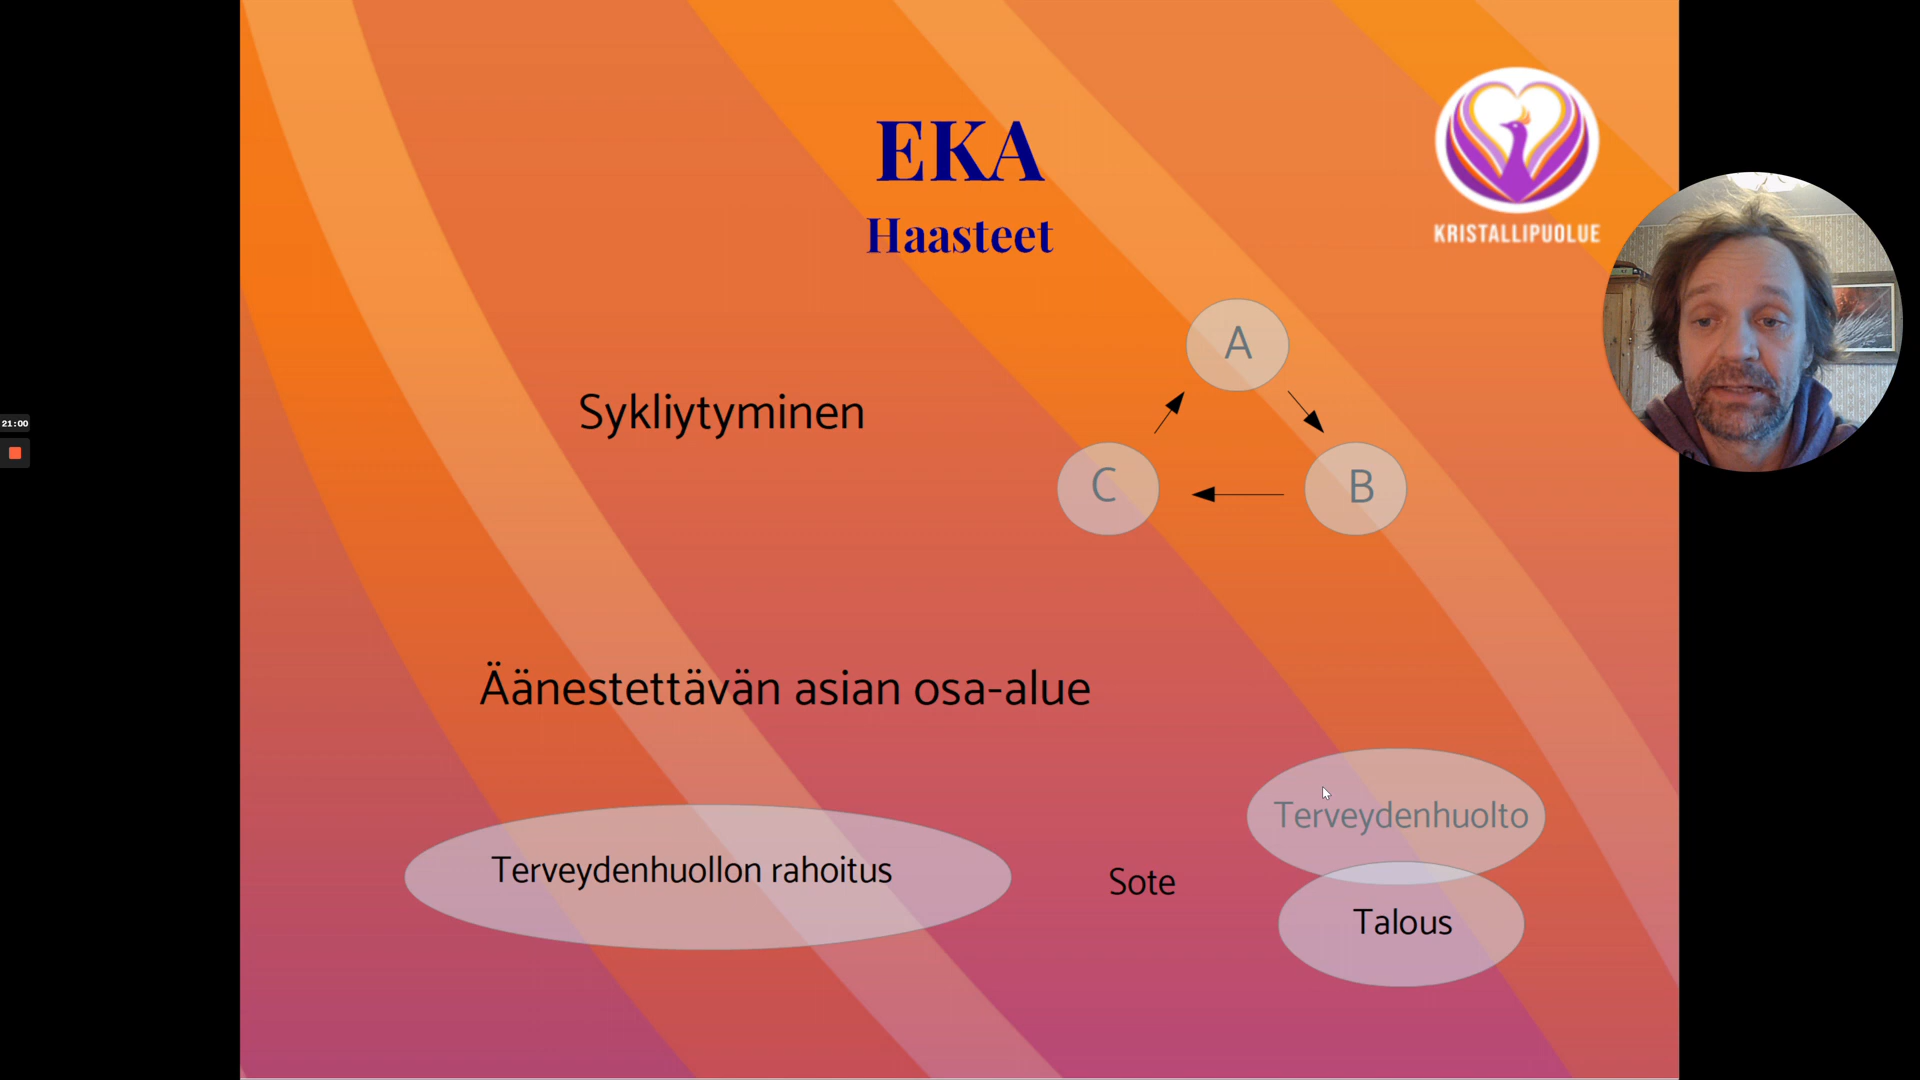 EKA
Haasteet
KRISTALLIPUOLUE
A
Sykliytyminen
C
B
21:00
Äänestettävän asian osa-alue
Terveydenhuolto
Terveydenhuollon rahoitus
Sote
Talous